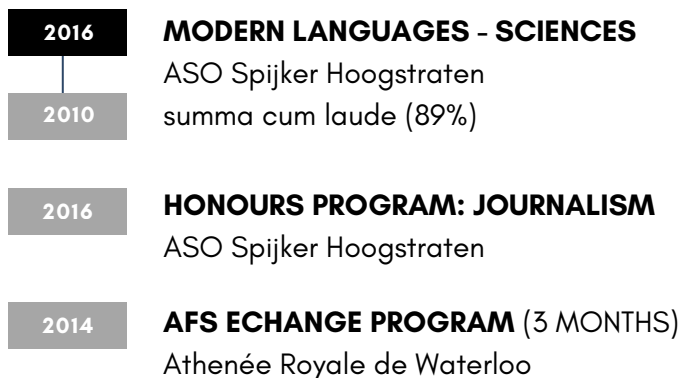 2016
MODERN LANGUAGES - SCIENCES
ASO Spijker Hoogstraten
2010
summa cum laude (89%)
2016
HONOURS PROGRAM: JOURNALISM
ASO Spijker Hoogstraten
2014
AFS ECHANGE PROGRAM (3 MONTHS)
Athenée Royale de Waterloo